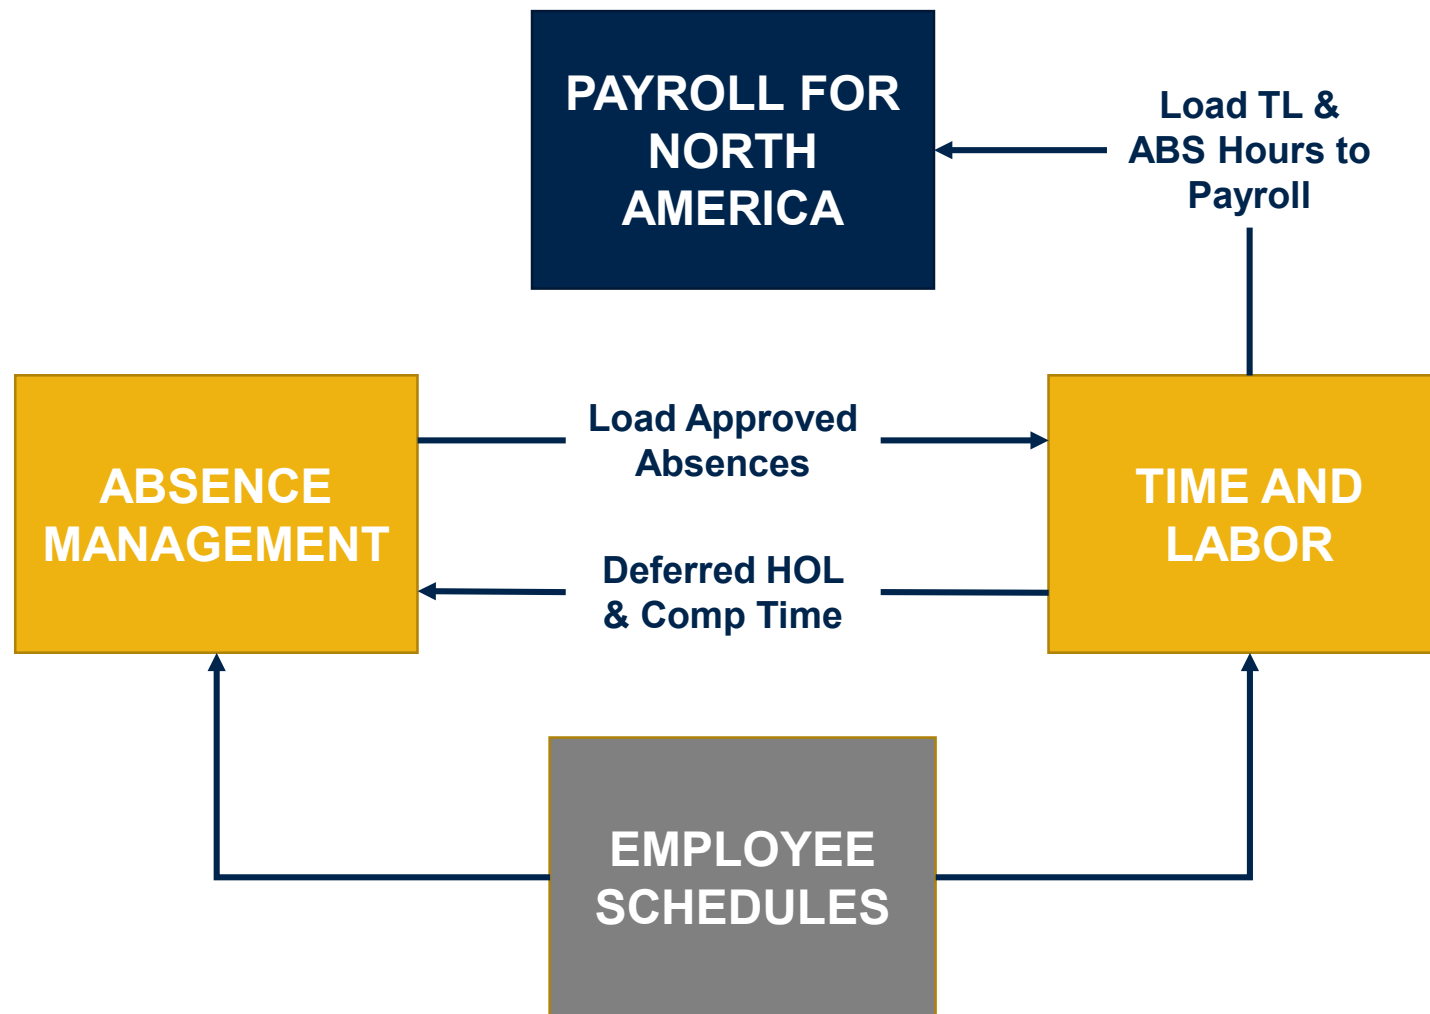 PAYROLL FOR
NORTH
AMERICA
Load TL &
ABS Hours to
Payroll
ABSENCE
MANAGEMENT
Load Approved
Absences
Deferred HOL
& Comp Time
TIME AND
LABOR
EMPLOYEE
SCHEDULES